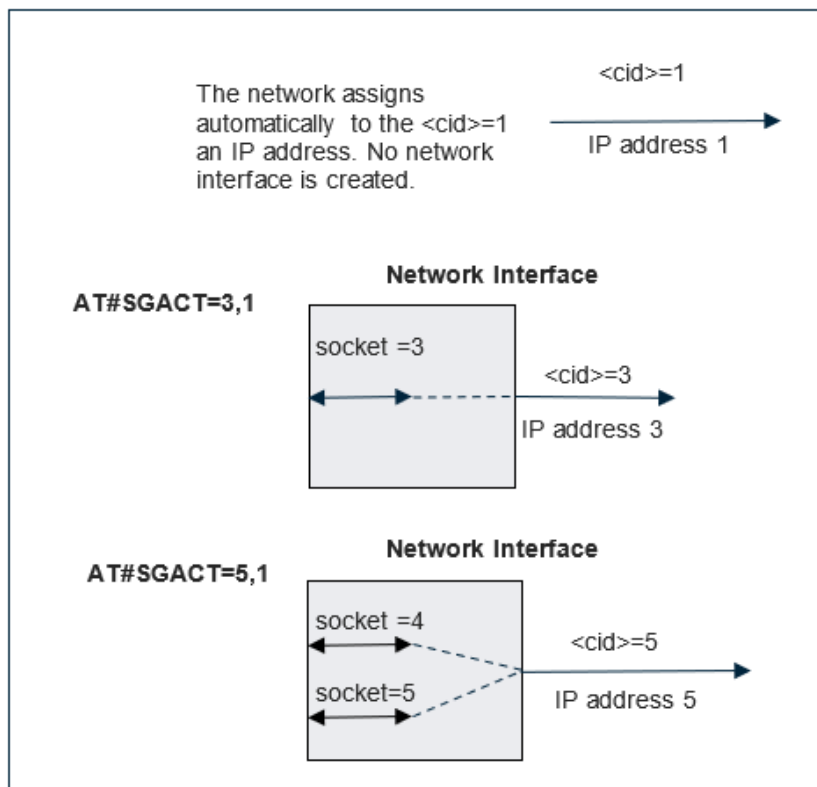 <cid>=1
The network assigns
automatically to the <cid>=1
an IP address. No network
interface is created.
IP address 1
Network Interface
AT#SGACT=3,1
socket =3
<cid>=3
IP address 3
Network Interface
AT#SGACT=5,1
socket =4
<cid>=5
socket=5
IP address 5